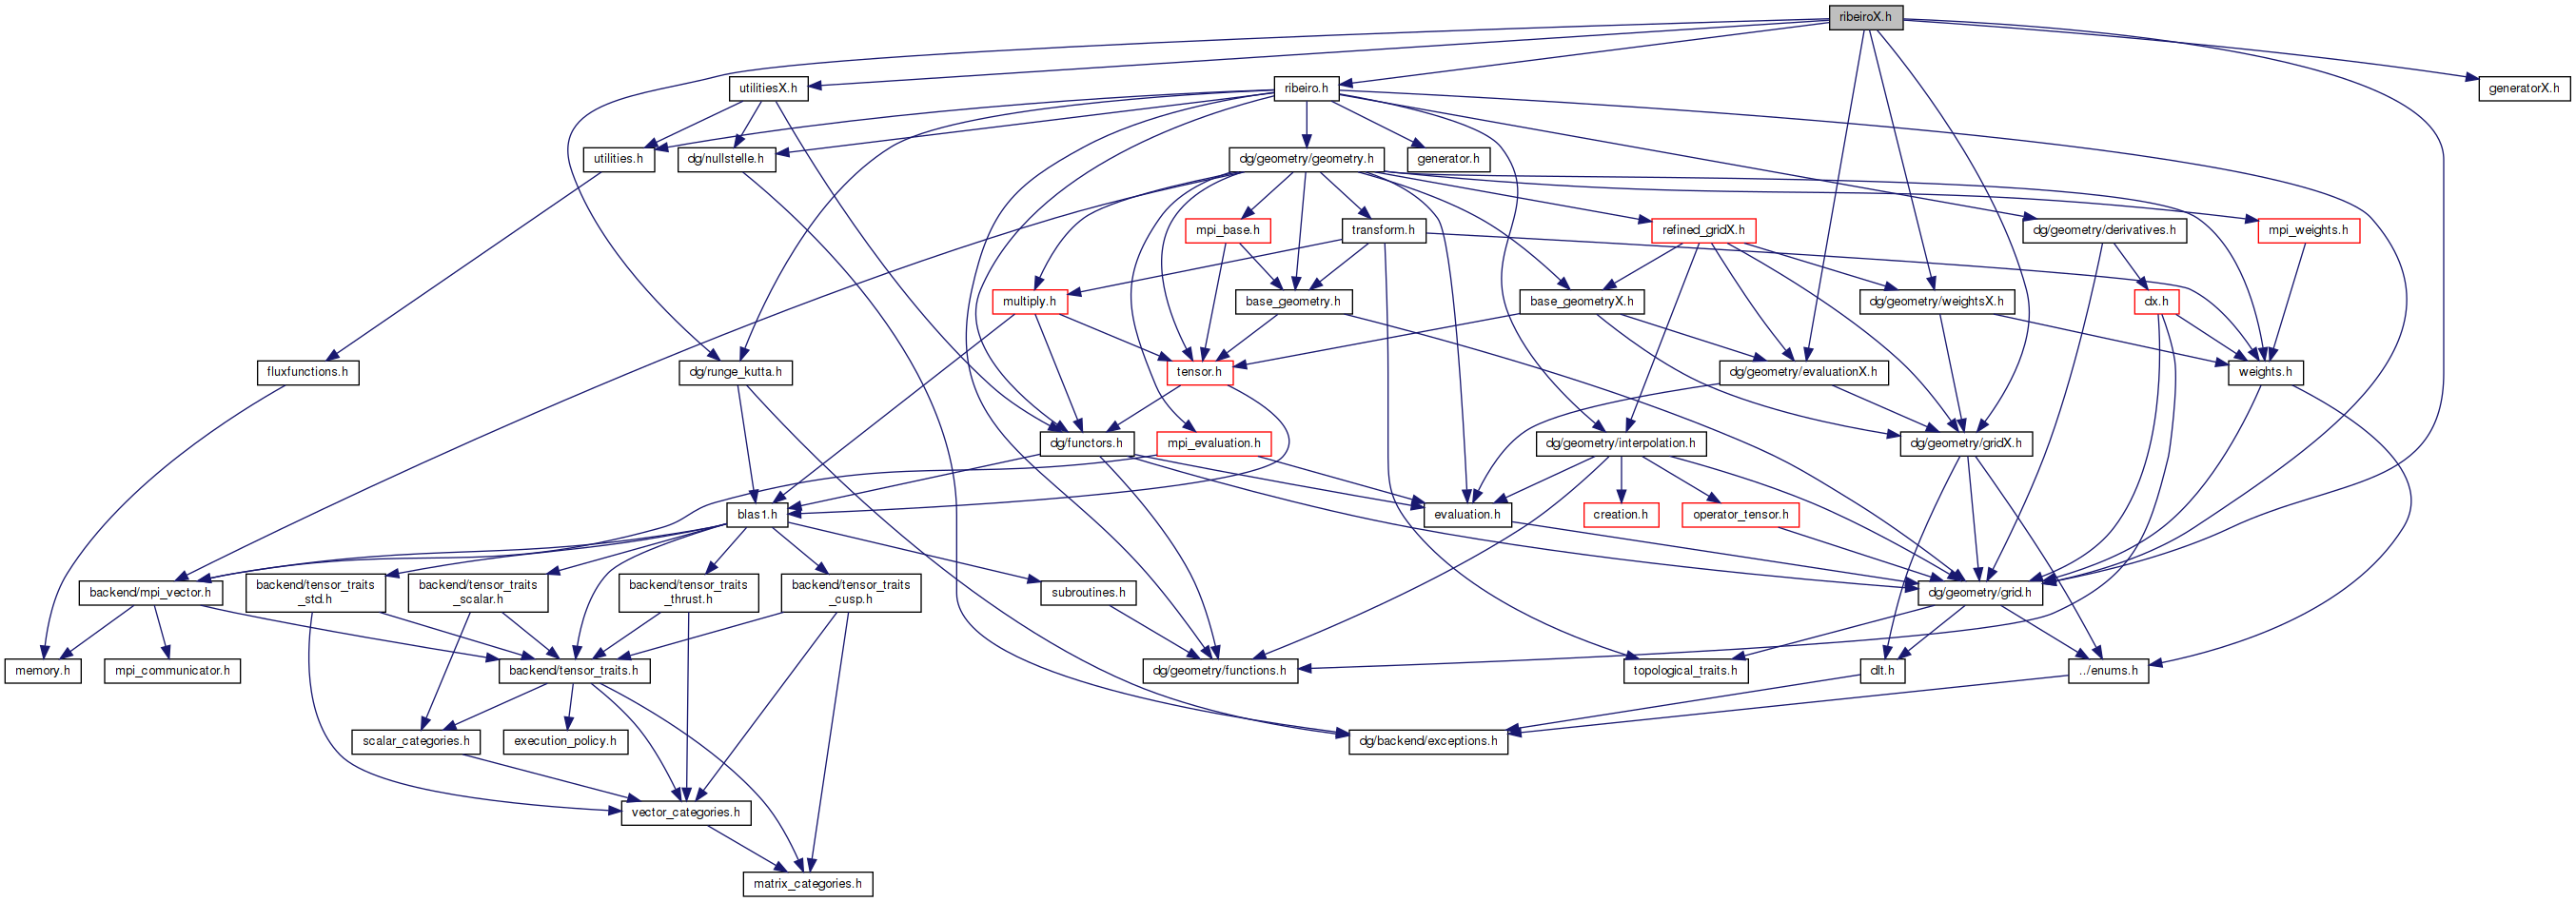 ribeiroX.h
utilitiesX.h
ribeiro.h
generatorX.h
utilities.h
dg/nullstelle.h
dg/geometry/geometry.h
generator.h
mpi_base.h
transform.h
refined_gridX.h
dg/geometry/derivatives.h
mpi_weights.h
multiply.h
base_geometry.h
base_geometryX.h
dg/geometry/weightsX.h
dx.h
fluxfunctions.h
dg/runge_kutta.h
tensor.h
dg/geometry/evaluationX.h
weights.h
dg/functors.h
mpi_evaluation.h
dg/geometry/interpolation.h
dg/geometry/gridX.h
blas1.h
evaluation.h
creation.h
operator_tensor.h
backend/mpi_vector.h
backend/tensor_traits
_std.h
backend/tensor_traits
_scalar.h
backend/tensor_traits
_thrust.h
backend/tensor_traits
_cusp.h
subroutines.h
dg/geometry/grid.h
memory.h
mpi_communicator.h
backend/tensor_traits.h
dg/geometry/functions.h
topological_traits.h
dlt.h
../enums.h
scalar_categories.h
execution_policy.h
dg/backend/exceptions.h
vector_categories.h
matrix_categories.h